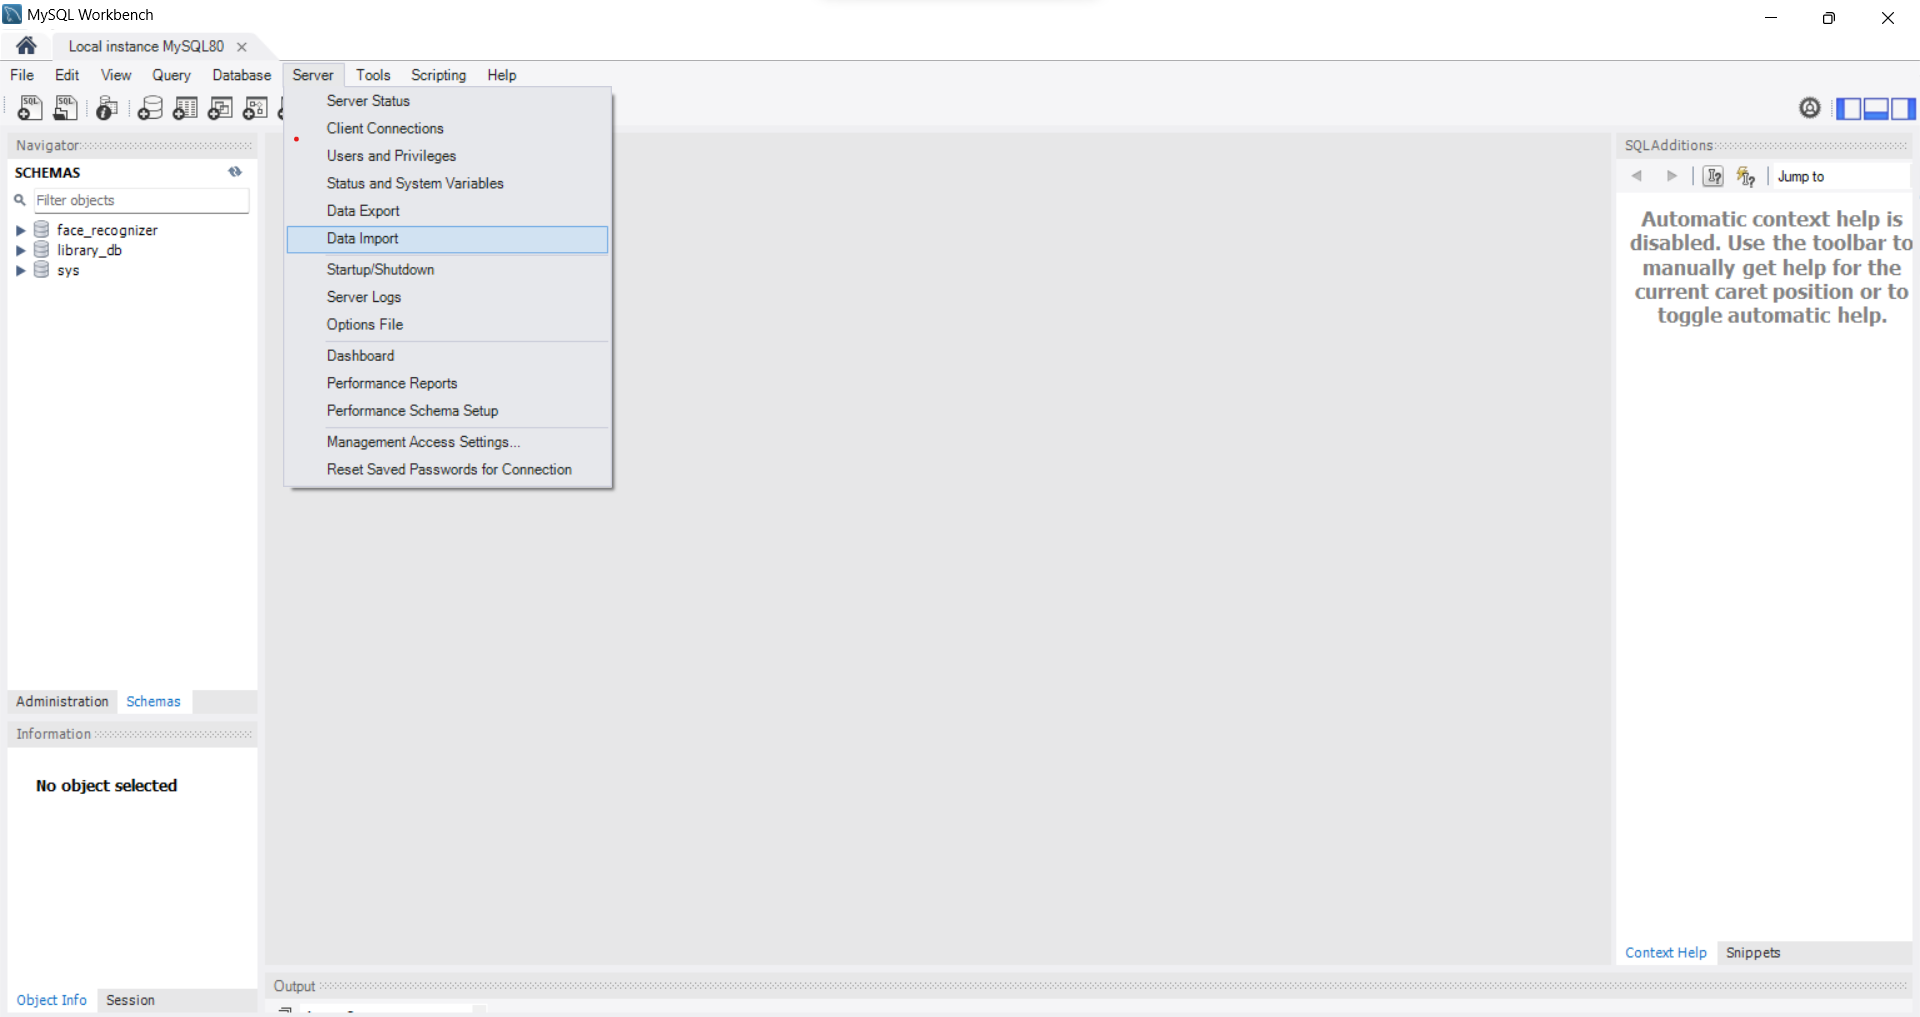 MySQL Workbench
Local instance MySQL80
File Edit View Query Database Server Tools Scripting Help
SQL SQL
Server Status
Client Connections
Users and Privileges
Status and System Variables
Data Export
Data Import
Startup/Shutdown
Server Logs
Options File
Dashboard
Performance Reports
Performance Schema Setup
Management Access Settings...
Reset Saved Passwords for Connection
Navigator
SCHEMAS
Filter objects
face_recognizer
library_db
sys
Administration Schemas
Information
No object selected
Object Info Session
Output
SQLAdditions
Jump to
Automatic context help is
disabled. Use the toolbar to
manually get help for the
current caret position or to
toggle automatic help.
Context Help Snippets